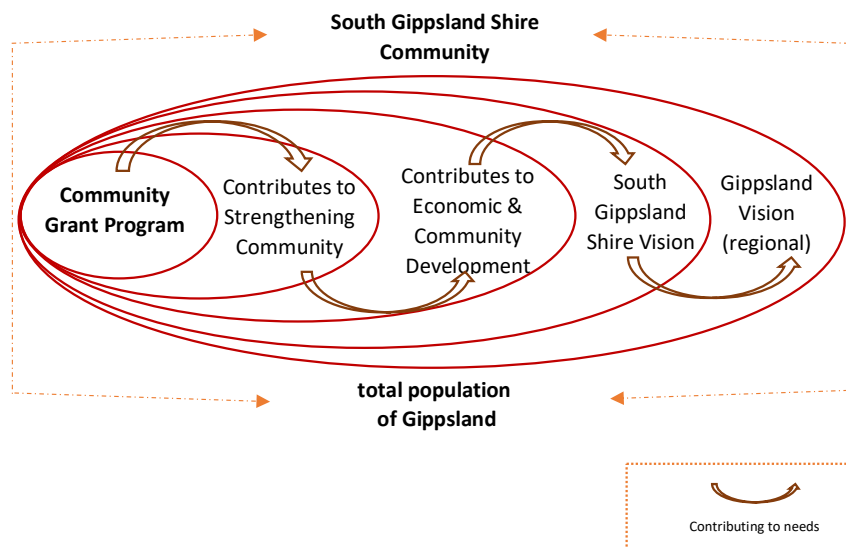 South Gippsland Shire
Community
Community
Grant Program
Contributes to
Strengthening
Community
Contributes to
Economic &
Community
Development
South
Gippsland
Shire Vision
Gippsland
Vision
(regional)
total population
of Gippsland
Contributing to needs